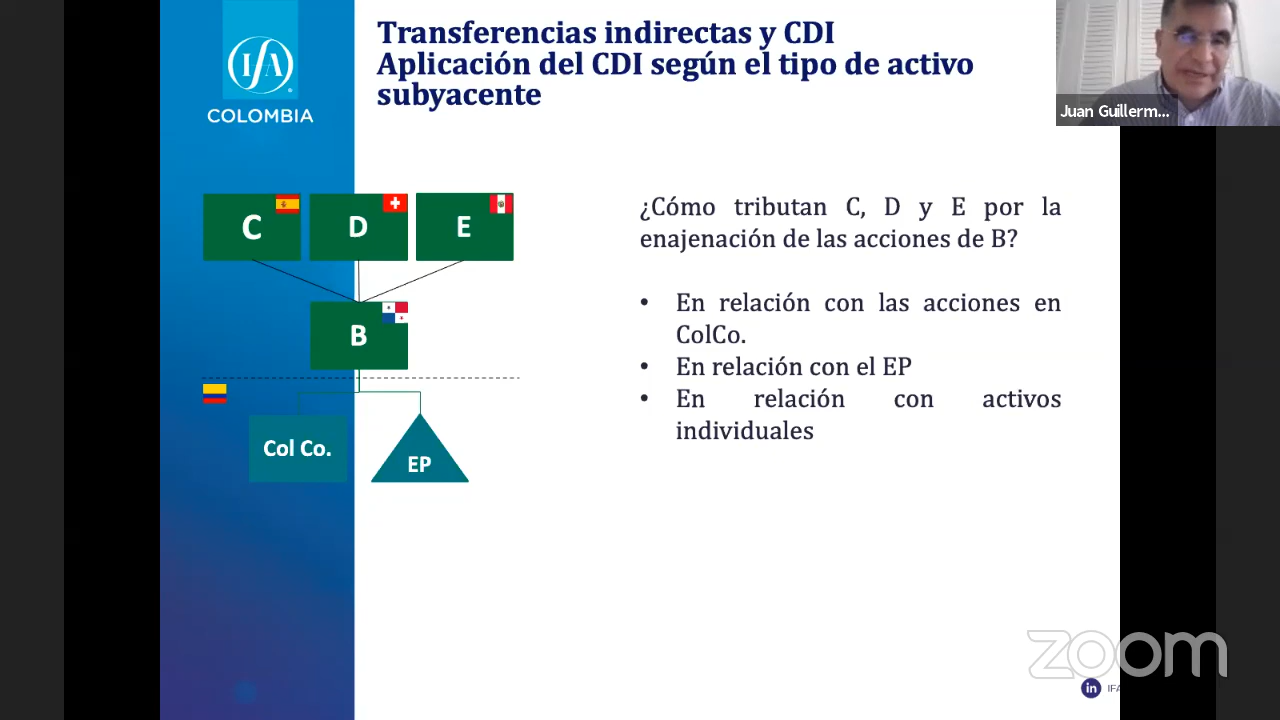 Transferencias indirectas y CDI
Aplicación del CDI según el tipo de activo
subyacente
IFA
COLOMBIA
Juan Guillerm...
C
D
E
B
Col Co.
EP
¿Cómo tributan C, D y E por la
enajenación de las acciones de B?
• En relación con las acciones en
ColCo.
• En relación con el EP
• En relación con activos
individuales
zoom
in IFA